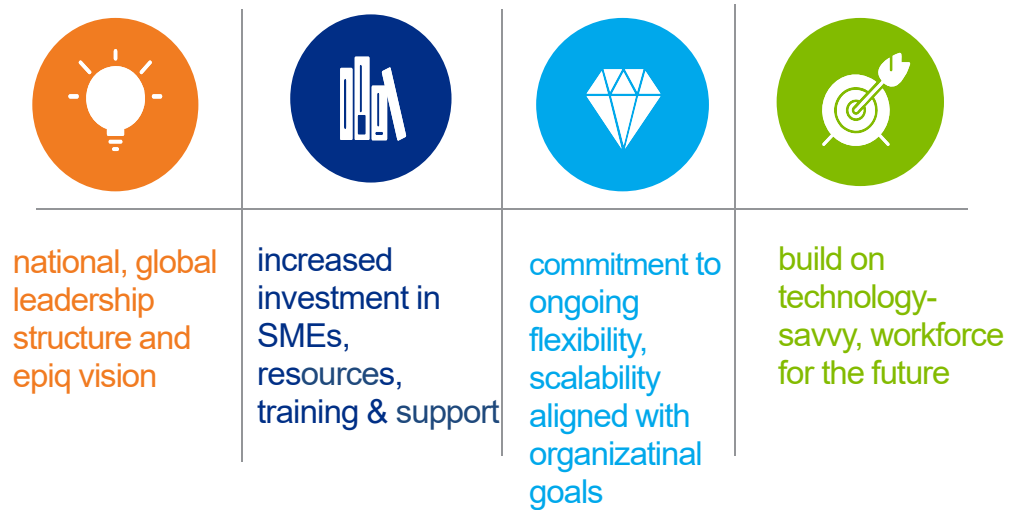 national, global
leadership
structure and
epiq vision
increased
investment in
SMEs,
resources,
training & support
commitment to
ongoing
flexibility,
scalability
aligned with
organizatinal
goals
build on
technology-
savvy, workforce
for the future